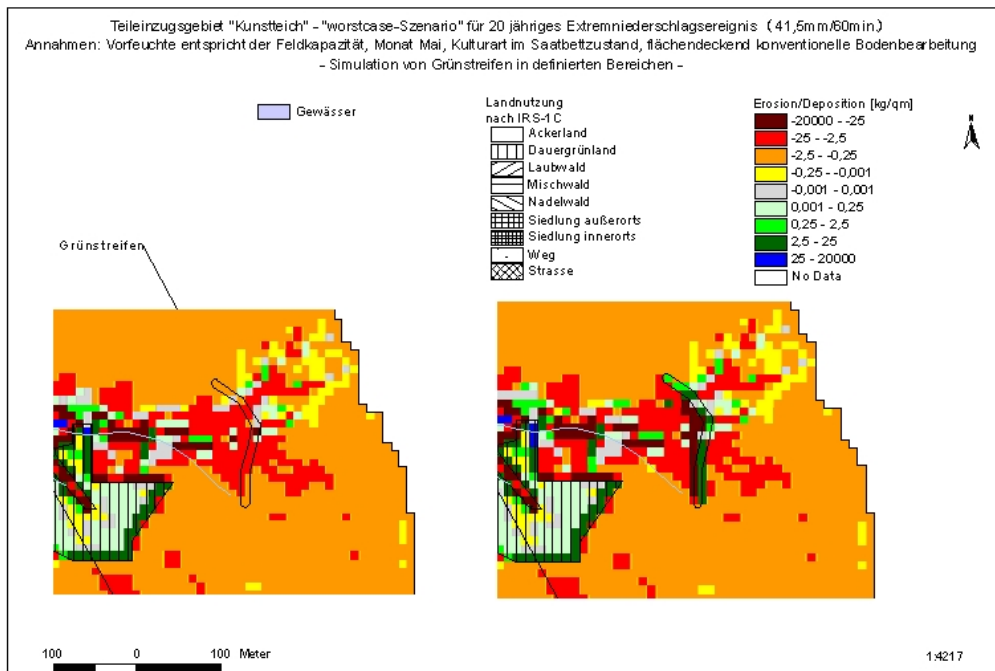 Teileinzugsgebiet "Kunstteich" - "worstcase-Szenario" für 20 jähriges Extremniederschlagsereignis (41,5mm/60min.)
Annahmen: Vorfeuchte entspricht der Feldkapazität, Monat Mai, Kulturart im Saatbettzustand, flächendeckend konventionelle Bodenbearbeitung
- Simulation von Grünstreifen in definierten Bereichen -
Gewässer
Landnutzung
nach IRS-1C
Ackerland
Dauergrünland
Laubwald
Mischwald
Nadelwald
Siedlung außerorts
Siedlung innerorts
Weg
Strasse
Erosion/Deposition [kg/qm]
-20000 - -25
-25 - -2,5
-2,5 - -0,25
-0,25 - -0,001
-0,001 - 0,001
0,001 - 0,25
0,25 - 2,5
2,5 - 25
25 - 20000
No Data
N
Grünstreifen
100 0 100 Meter
1:4217